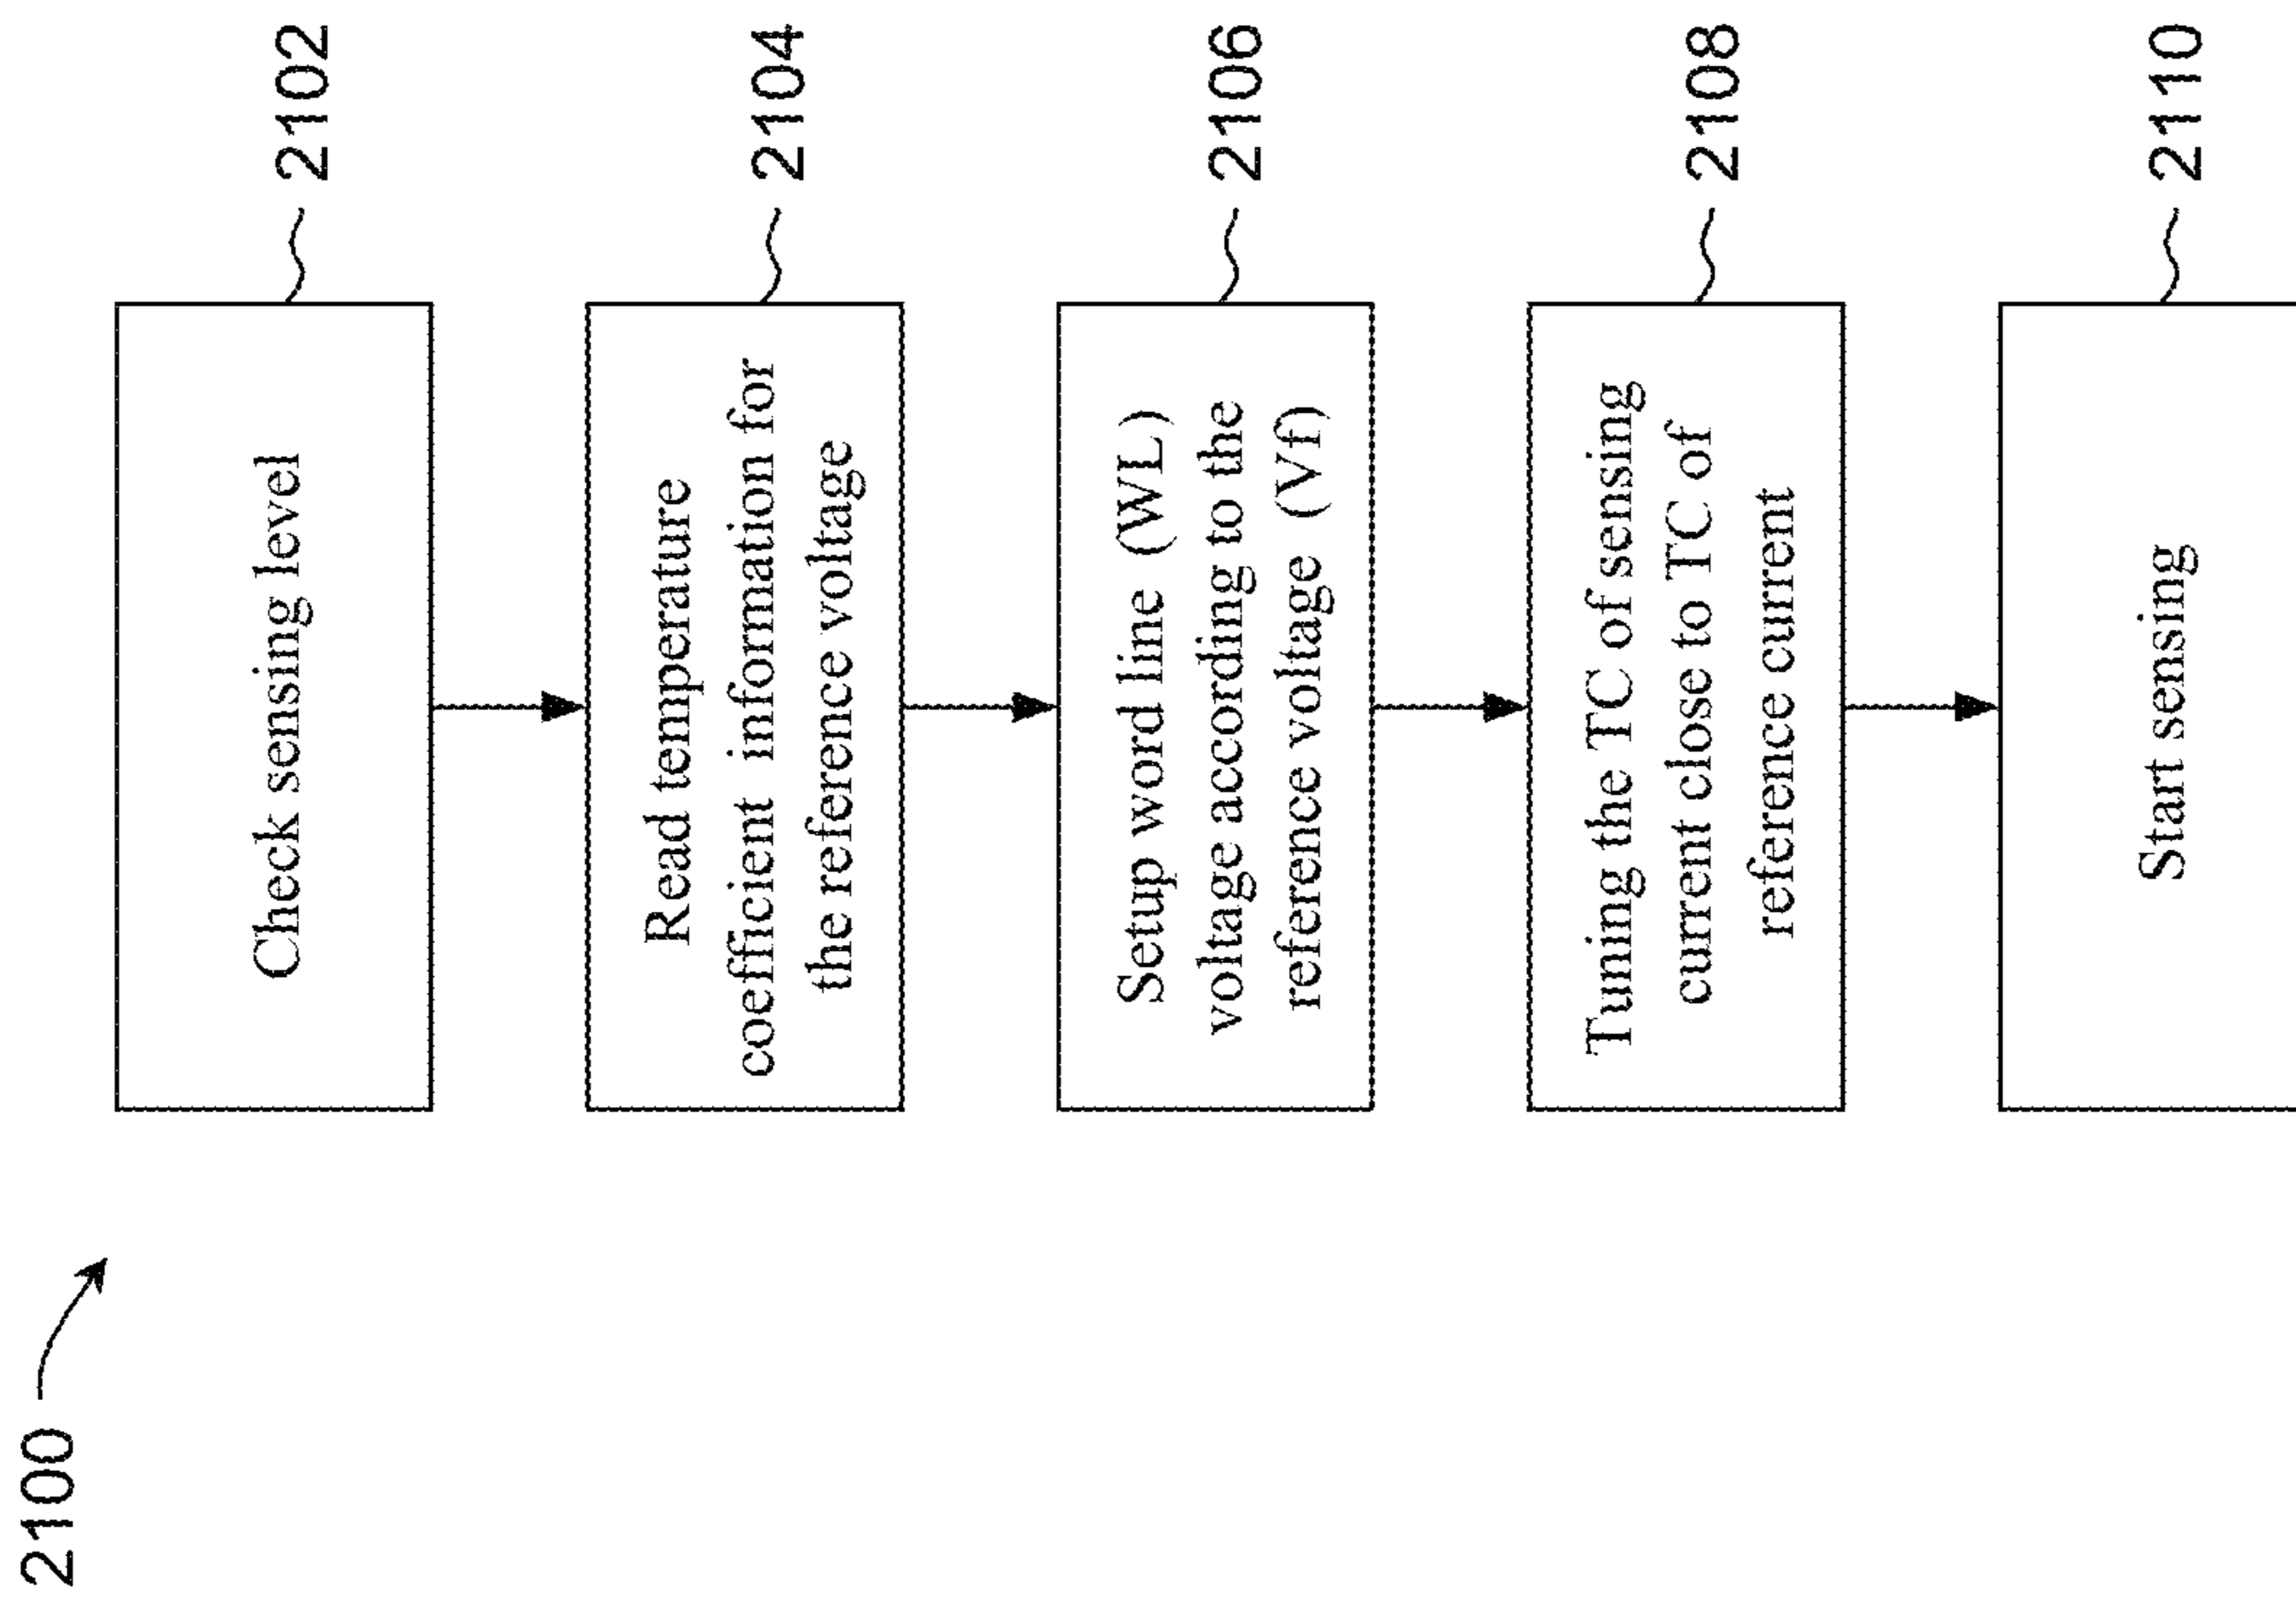 2100
Check sensing level
2102
Read temperature
coefficient information for
the reference voltage
2104
Setup word line (WL)
voltage according to the
reference voltage (Vf)
2106
Tuning the TC of sensing
current close to TC of
reference current
2108
Start sensing
2110